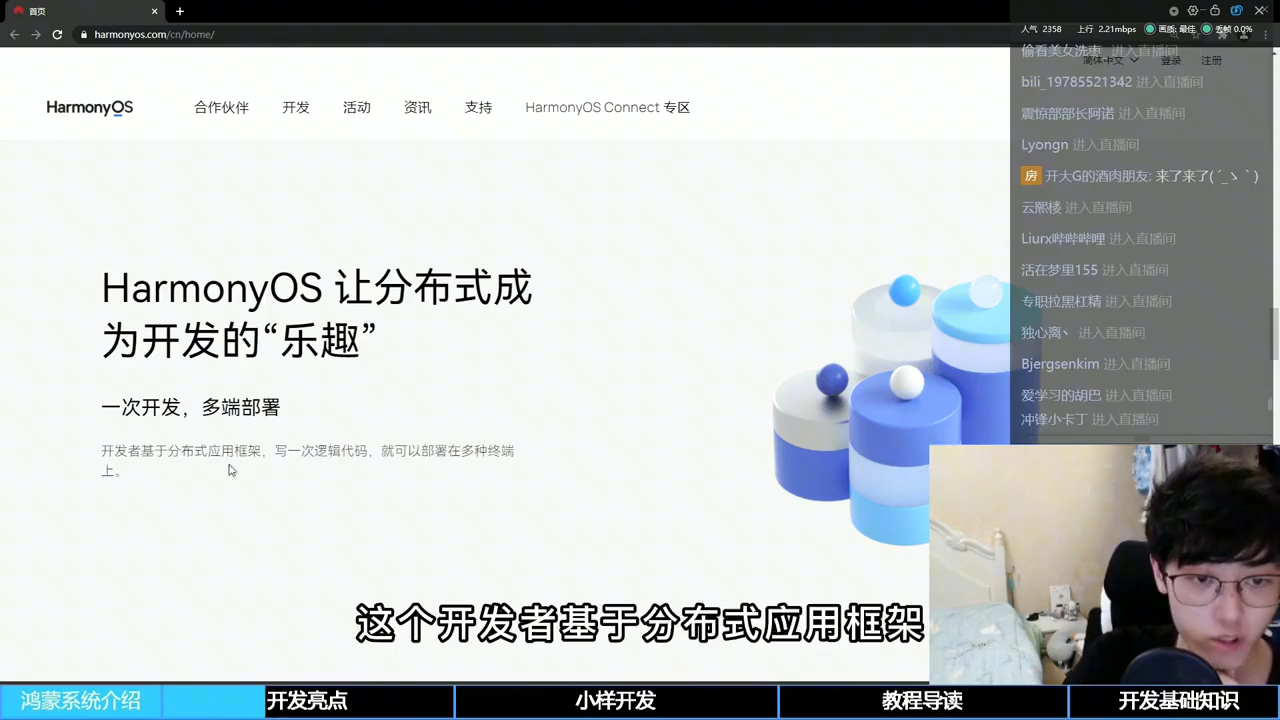 首页
harmonyos.com/cn/home/
人气 2358 上行 2.21mbps 画质: 最佳 丢帧 0.0%
简体中文 登录 注册
HarmonyOS 合作伙伴 开发 活动 资讯 支持 HarmonyOS Connect 专区
偷看美女洗枣 进入直播间
bili_19785521342 进入直播间
震惊部部长阿诺 进入直播间
Lyongn 进入直播间
房 开大G的酒肉朋友: 来了来了(´_ゝ｀)
云熙楼 进入直播间
Liurx哔哔哔哩 进入直播间
活在梦里155 进入直播间
专职拉黑杠精 进入直播间
独心离丶 进入直播间
Bjergsenkim 进入直播间
爱学习的胡巴 进入直播间
冲锋小卡丁 进入直播间
HarmonyOS 让分布式成
为开发的“乐趣”
一次开发，多端部署
开发者基于分布式应用框架，写一次逻辑代码，就可以部署在多种终端
上。
这个开发者基于分布式应用框架
鸿蒙系统介绍 开发亮点 小样开发 教程导读 开发基础知识